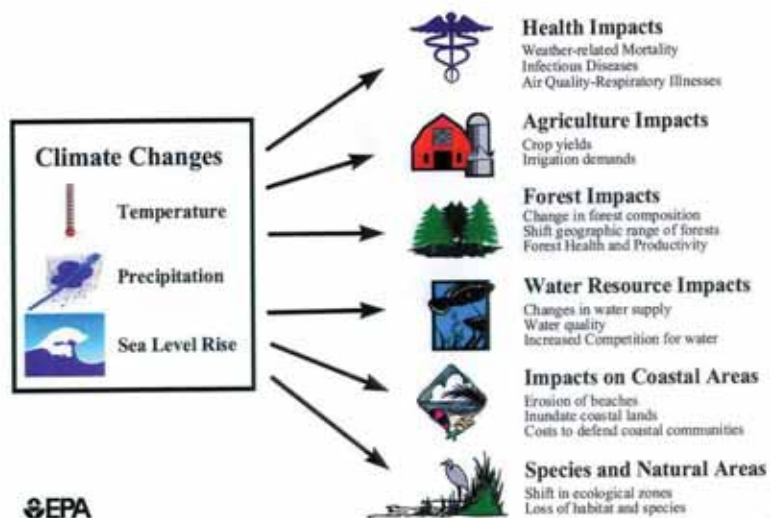 Climate Changes
Temperature
Precipitation
Sea Level Rise
Health Impacts
Weather-related Mortality
Infectious Diseases
Air Quality-Respiratory Illnesses
Agriculture Impacts
Crop yields
Irrigation demands
Forest Impacts
Change in forest composition
Shift geographic range of forests
Forest Health and Productivity
Water Resource Impacts
Changes in water supply
Water quality
Increased Competition for water
Impacts on Coastal Areas
Erosion of beaches
Inundate coastal lands
Costs to defend coastal communities
Species and Natural Areas
Shift in ecological zones
Loss of habitat and species
EPA